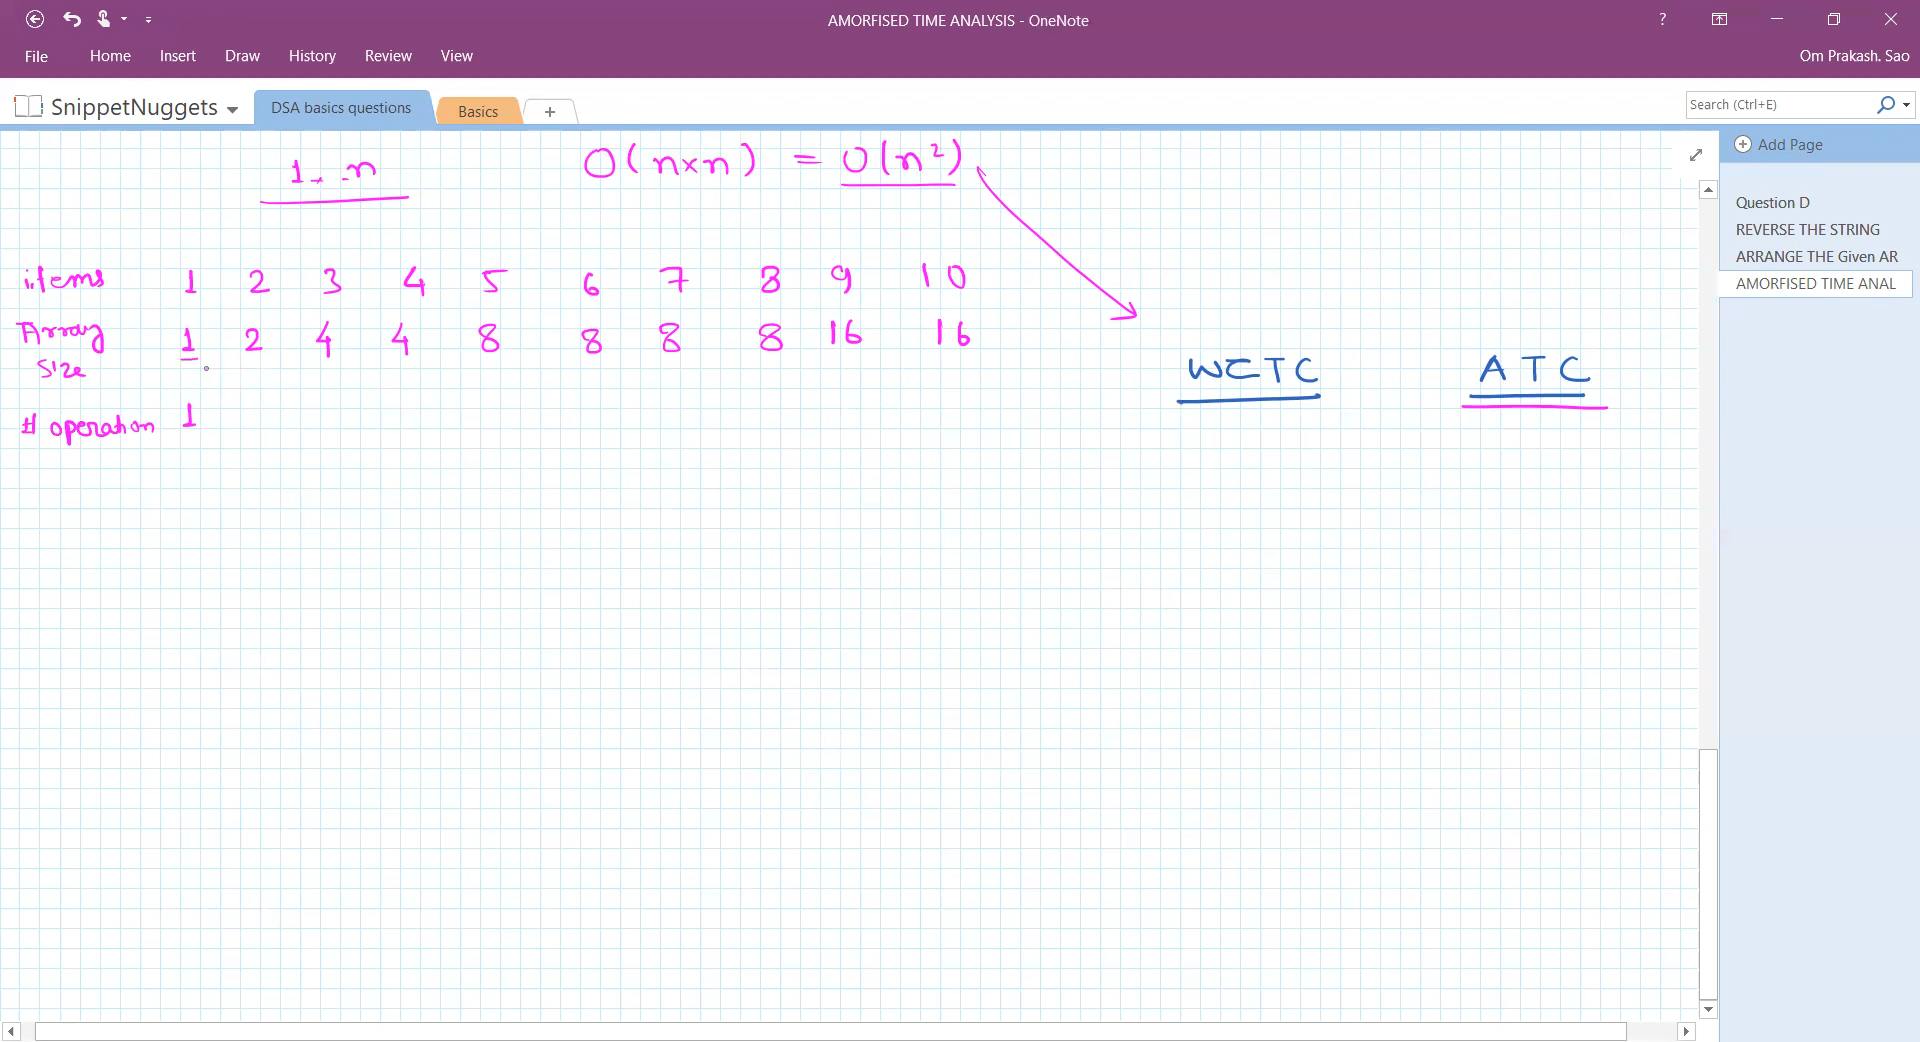 AMORFISED TIME ANALYSIS - OneNote
?
File Home Insert Draw History Review View
Om Prakash. Sao
SnippetNuggets DSA basics questions Basics +
Search (Ctrl+E)
Add Page
Question D
REVERSE THE STRING
ARRANGE THE Given AR
AMORFISED TIME ANAL
1 . . n
O(n×n) = O(n²)
items 1 2 3 4 5 6 7 8 9 10
Array 1 2 4 4 8 8 8 8 16 16
Size
WCTC ATC
# operation 1